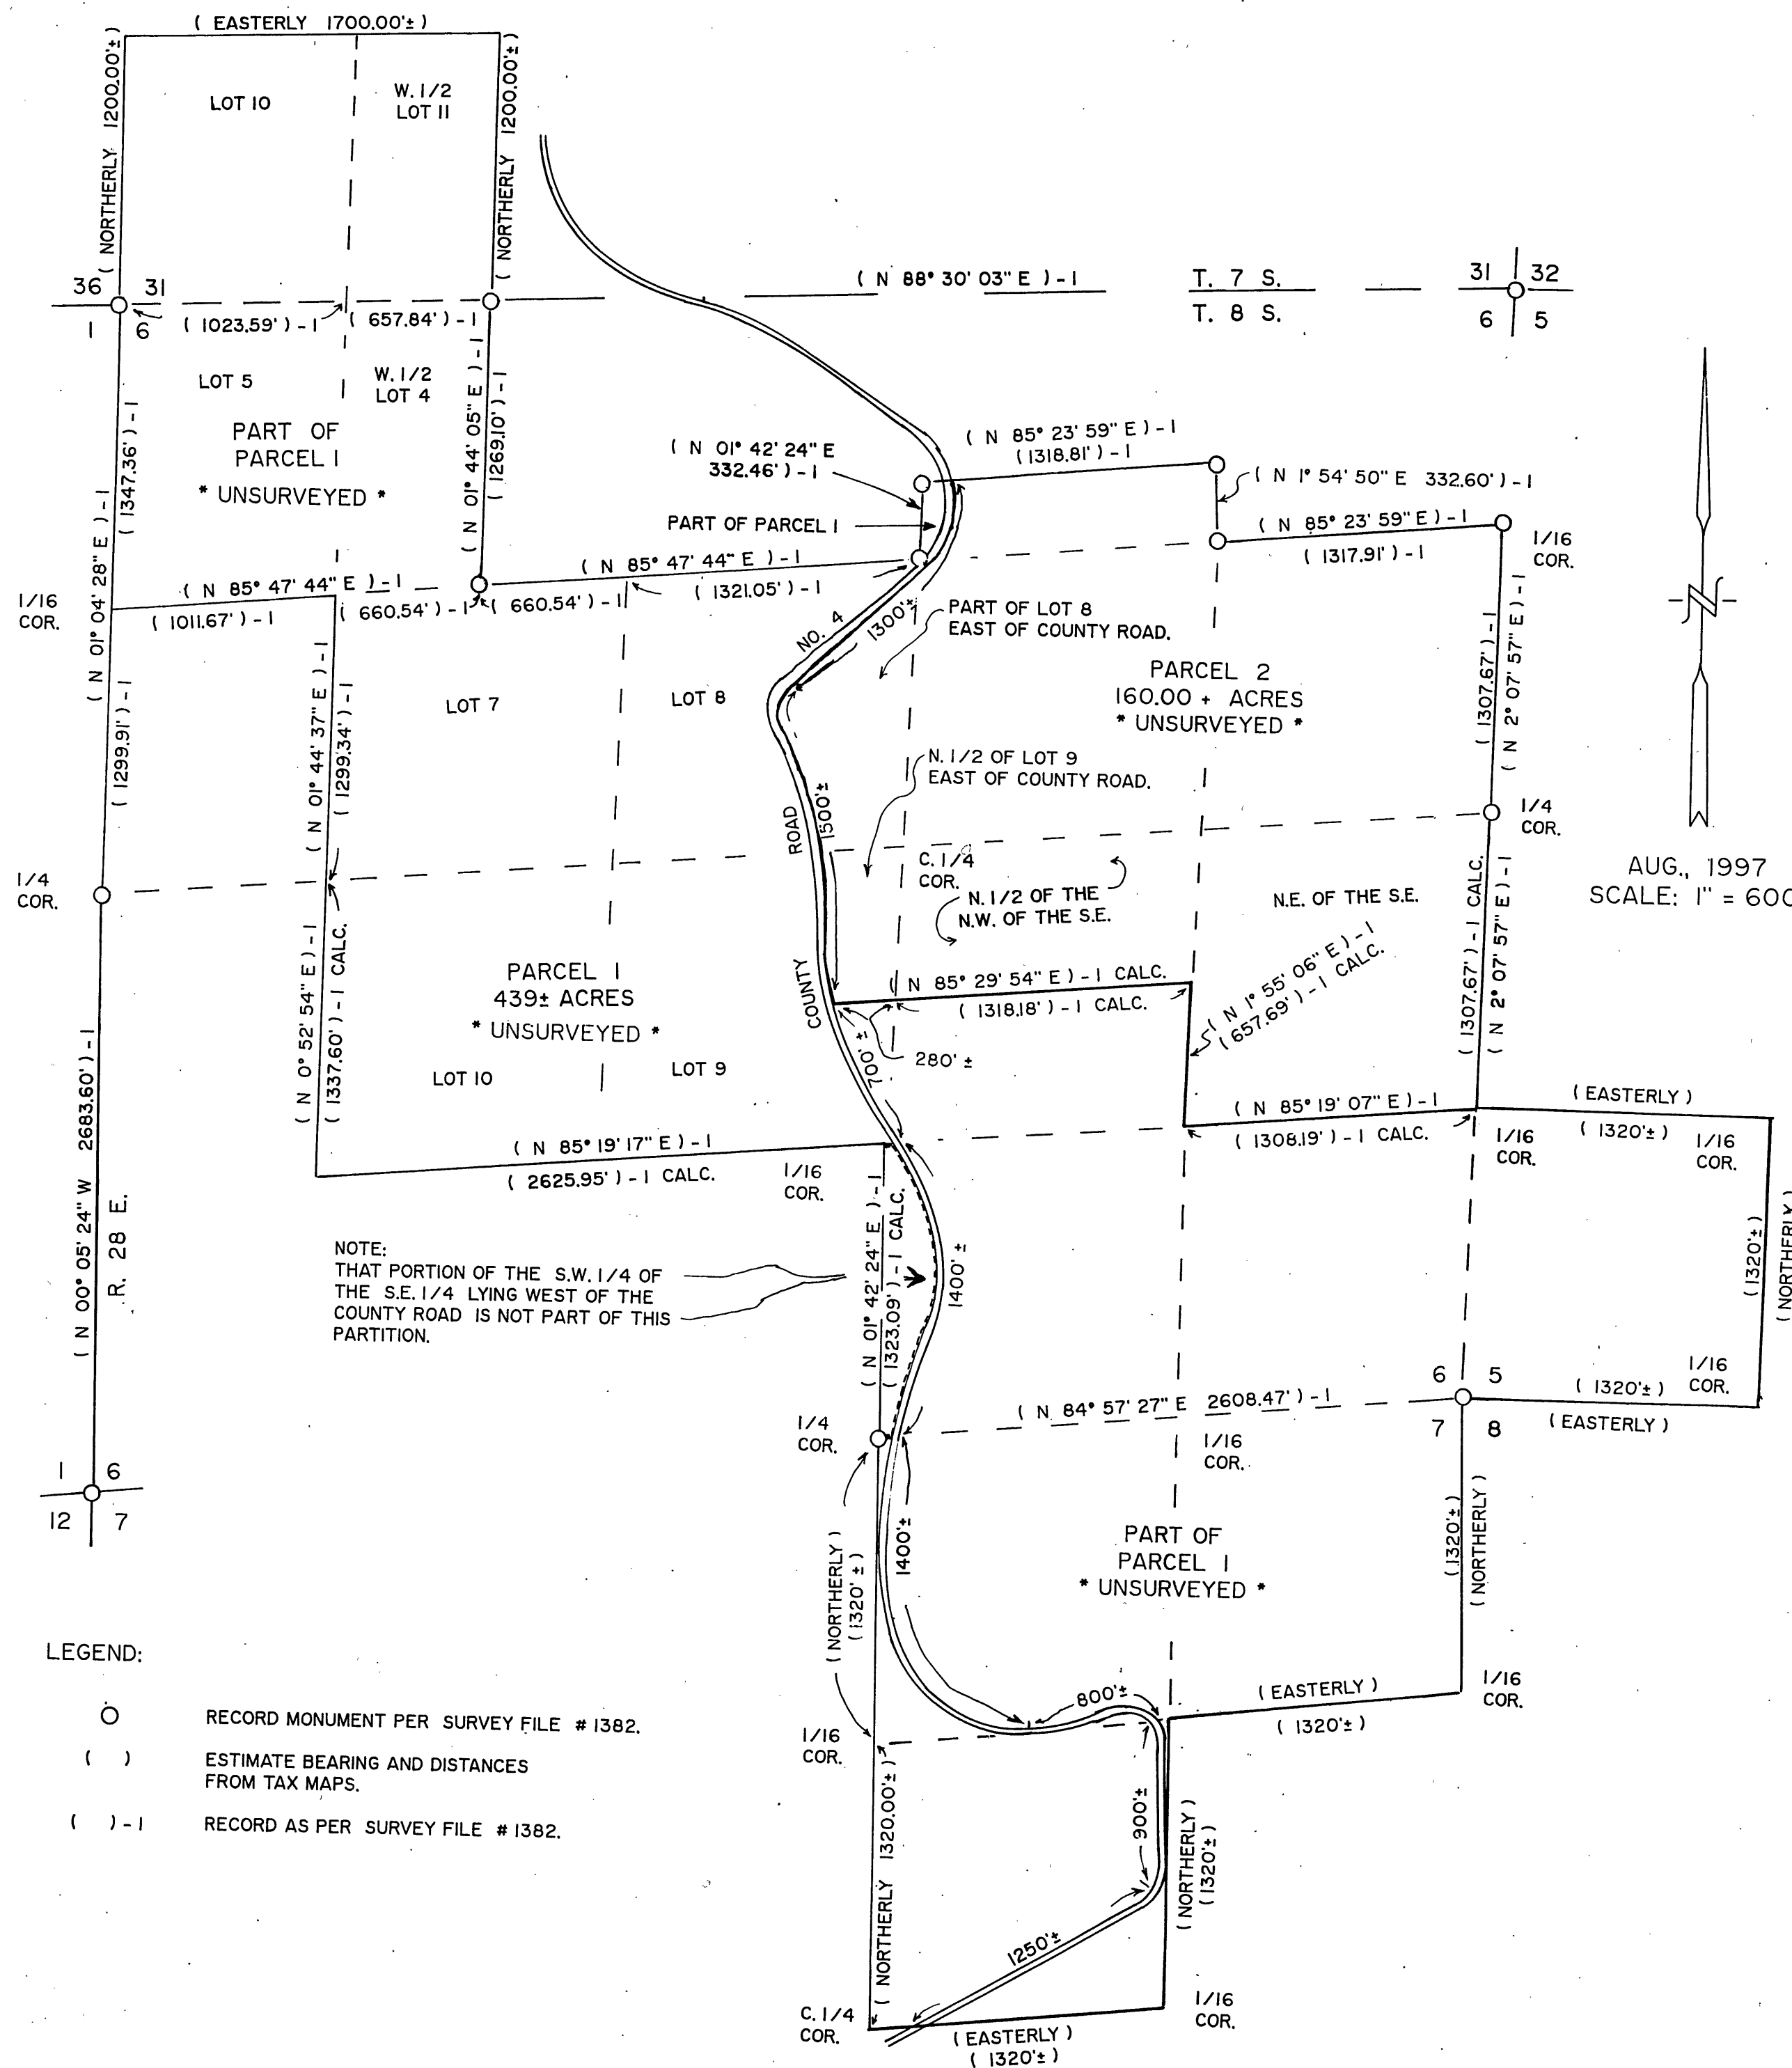 ( EASTERLY 1700.00'± )
( NORTHERLY 1200.00'± )
LOT 10
W. 1/2
LOT 11
( NORTHERLY 1200.00'± )
36
31
1
6
( 1023.59' ) - 1
( 657.84' ) - 1
( N 88° 30' 03" E ) - 1
T. 7 S.
T. 8 S.
31
32
6
5
LOT 5
W. 1/2
LOT 4
PART OF
PARCEL 1
* UNSURVEYED *
( 1347.36' ) - 1
( N 01° 04' 28" E ) - 1
( N 01° 44' 05" E ) - 1
( 1269.10' ) - 1
( N 01° 42' 24" E
332.46' ) - 1
PART OF PARCEL 1
( N 85° 23' 59" E ) - 1
( 1318.81' ) - 1
( N 1° 54' 50" E 332.60' ) - 1
( N 85° 23' 59" E ) - 1
( 1317.91' ) - 1
1/16
COR.
1/16
COR.
( N 85° 47' 44" E ) - 1
( 1011.67' ) - 1
( 660.54' ) - 1
( 660.54' ) - 1
( N 85° 47' 44" E ) - 1
( 1321.05' ) - 1
NO. 4
1300'±
PART OF LOT 8
EAST OF COUNTY ROAD.
PARCEL 2
160.00 + ACRES
* UNSURVEYED *
( 1307.67' ) - 1
( N 2° 07' 57" E ) - 1
( 1299.91' ) - 1
( N 01° 44' 37" E ) - 1
( 1299.34' ) - 1
LOT 7
LOT 8
N. 1/2 OF LOT 9
EAST OF COUNTY ROAD.
ROAD
1500'±
1/4
COR.
1/4
COR.
C. 1/4
COR.
N. 1/2 OF THE
N.W. OF THE S.E.
N.E. OF THE S.E.
AUG., 1997
SCALE: 1" = 600
( 1307.67' ) - 1 CALC.
( N 2° 07' 57" E ) - 1
( N 0° 52' 54" E ) - 1
( 1337.60' ) - 1 CALC.
PARCEL 1
439± ACRES
* UNSURVEYED *
COUNTY
( N 85° 29' 54" E ) - 1 CALC.
( 1318.18' ) - 1 CALC.
( N 1° 55' 06" E ) - 1
( 657.69' ) - 1 CALC.
700' ±
280' ±
LOT 10
LOT 9
( N 00° 05' 24" W 2683.60' ) - 1
R. 28 E.
( N 85° 19' 17" E ) - 1
( 2625.95' ) - 1 CALC.
1/16
COR.
( N 85° 19' 07" E ) - 1
( 1308.19' ) - 1 CALC.
1/16
COR.
( EASTERLY )
( 1320'± )
1/16
COR.
( 1320'± )
( NORTHERLY )
NOTE:
THAT PORTION OF THE S.W. 1/4 OF
THE S.E. 1/4 LYING WEST OF THE
COUNTY ROAD IS NOT PART OF THIS
PARTITION.
( N 01° 42' 24" E ) - 1
( 1323.09' ) - 1 CALC.
1400' ±
1/4
COR.
( N 84° 57' 27" E 2608.47' ) - 1
1/16
COR.
6
5
7
8
( 1320'± )
( EASTERLY )
1/16
COR.
1
6
12
7
( NORTHERLY )
( 1320' ± )
1400'±
PART OF
PARCEL 1
* UNSURVEYED *
( 1320'± )
( NORTHERLY )
1/16
COR.
800'±
( EASTERLY )
( 1320'± )
1/16
COR.
LEGEND:
RECORD MONUMENT PER SURVEY FILE # 1382.
( ) ESTIMATE BEARING AND DISTANCES
FROM TAX MAPS.
( ) - 1 RECORD AS PER SURVEY FILE # 1382.
( NORTHERLY 1320.00'± )
900'±
( NORTHERLY )
( 1320'± )
1250'±
C. 1/4
COR.
1/16
COR.
( EASTERLY )
( 1320'± )